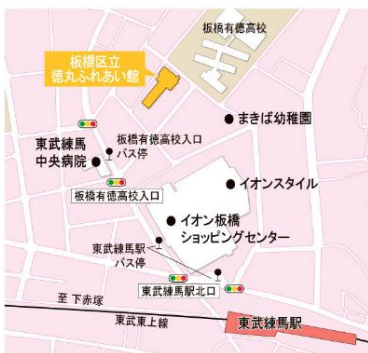 板橋有徳高校
板橋区立
徳丸ふれあい館
まきば幼稚園
板橋有徳高校入口
バス停
東武練馬
中央病院
イオンスタイル
板橋有徳高校入口
イオン板橋
ショッピングセンター
東武練馬駅
バス停
東武練馬駅北口
至 下赤塚
東武東上線
東武練馬駅